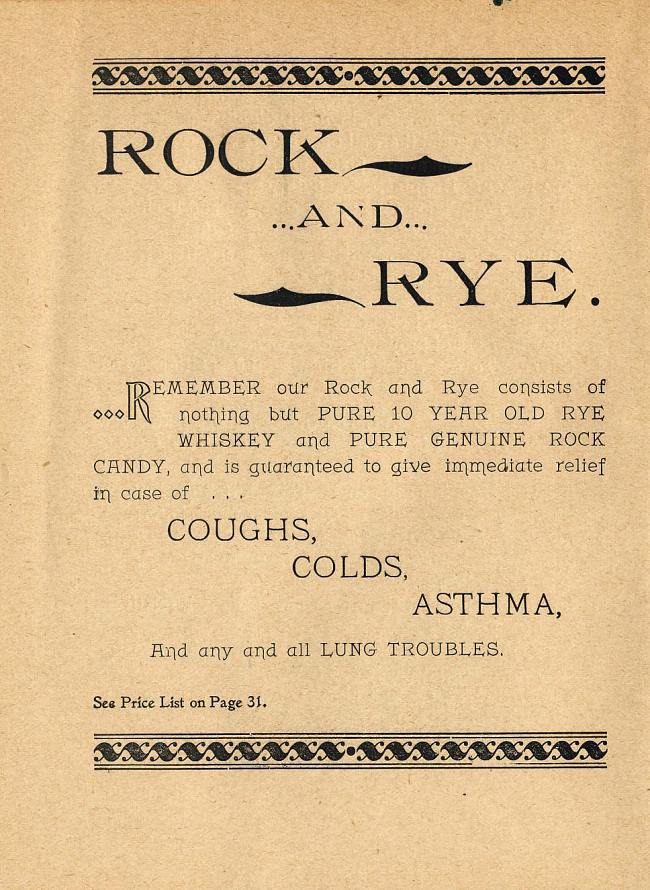 ROCK
...AND...
RYE.
...REMEMBER our Rock and Rye consists of
nothing but PURE 10 YEAR OLD RYE
WHISKEY and PURE GENUINE ROCK
CANDY, and is guaranteed to give immediate relief
in case of ...
COUGHS,
COLDS,
ASTHMA,
And any and all LUNG TROUBLES.
See Price List on Page 31.